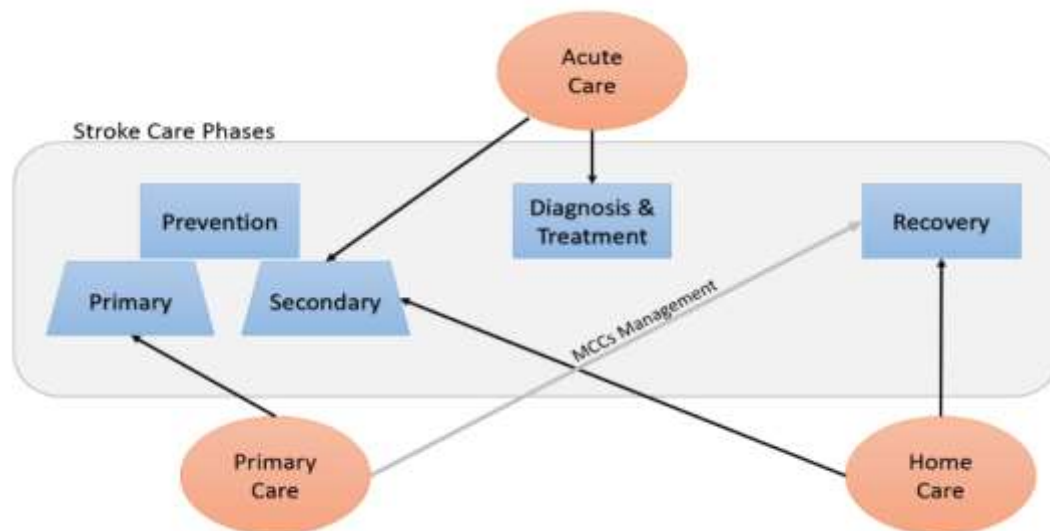 Acute
Care
Stroke Care Phases
Prevention
Diagnosis &
Treatment
Recovery
Primary
Secondary
MCCs Management
Primary
Care
Home
Care